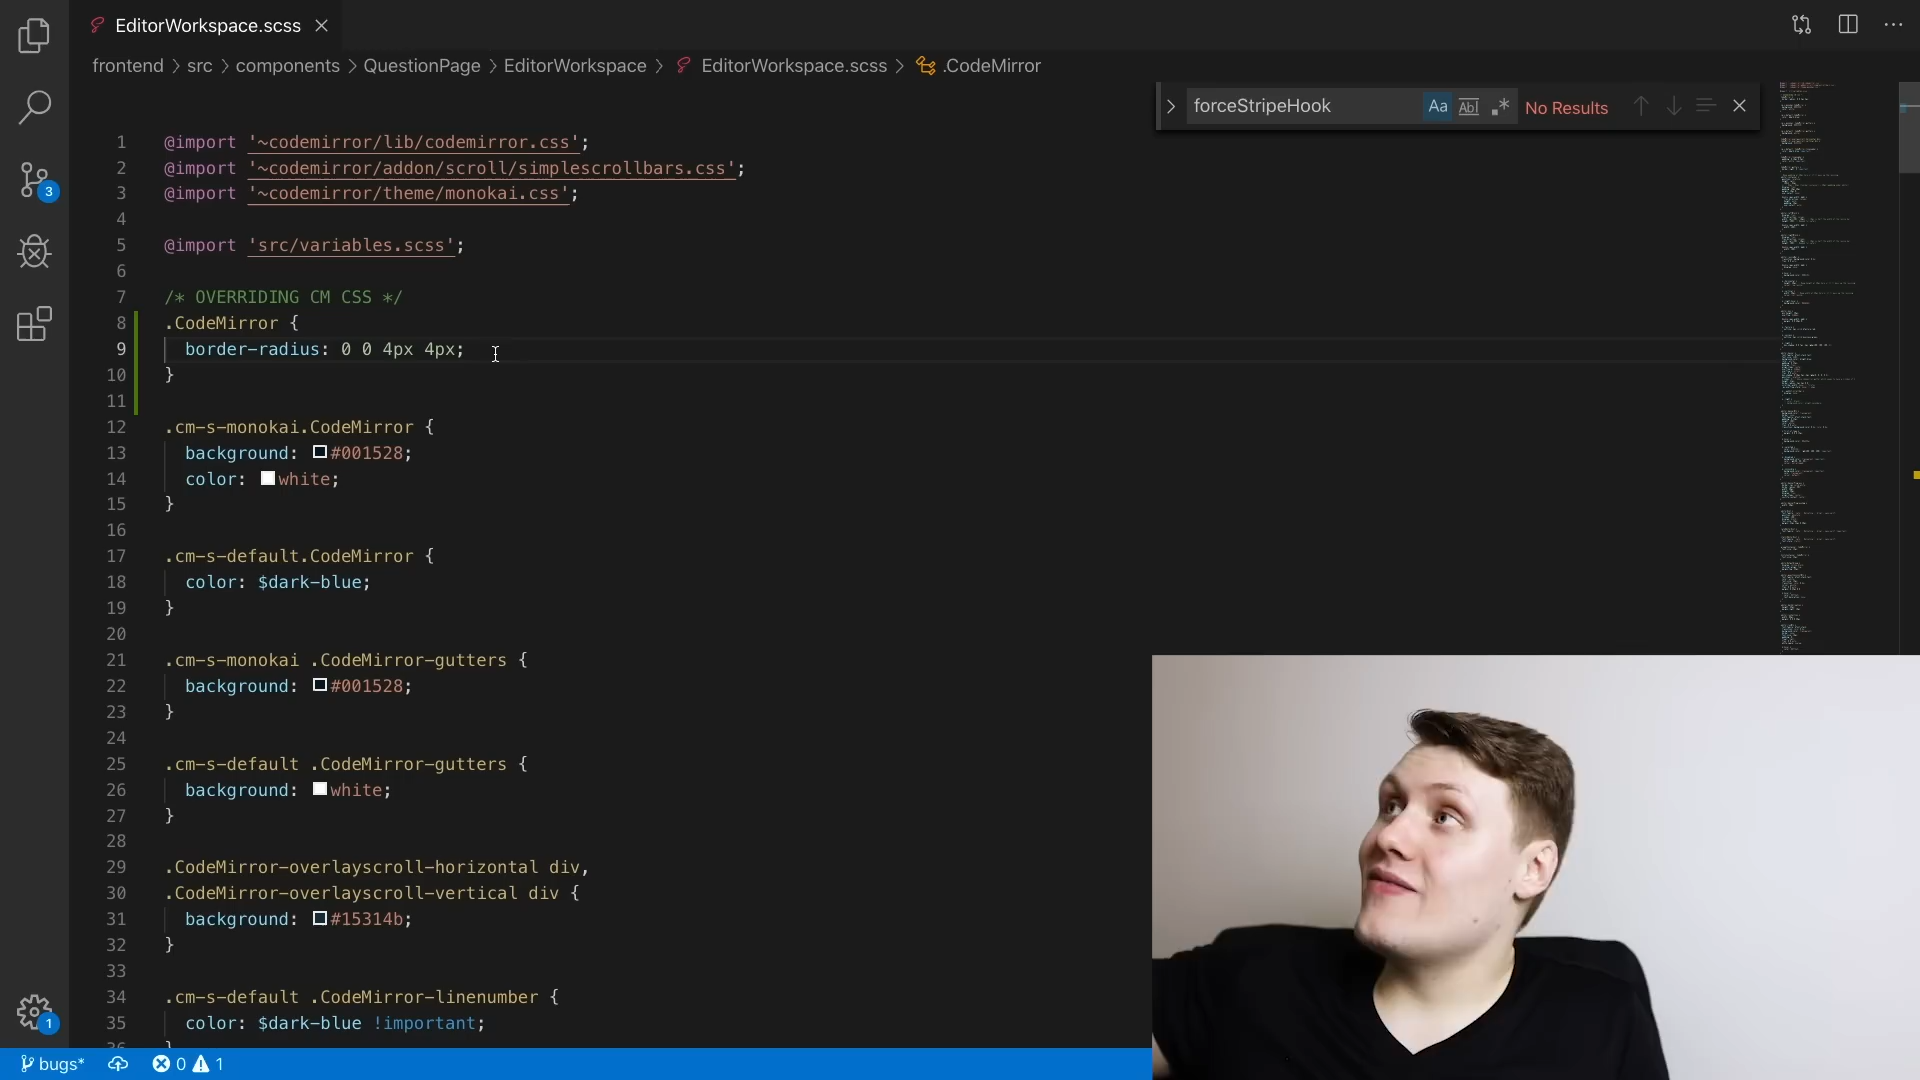 EditorWorkspace.scss
frontend > src > components > QuestionPage > EditorWorkspace > EditorWorkspace.scss > .CodeMirror
forceStripeHook Aa Abl .* No Results
1 @import '~codemirror/lib/codemirror.css';
2 @import '~codemirror/addon/scroll/simplescrollbars.css';
3 @import '~codemirror/theme/monokai.css';
4
5 @import 'src/variables.scss';
6
7 /* OVERRIDING CM CSS */
8 .CodeMirror {
9 border-radius: 0 0 4px 4px;
10 }
11
12 .cm-s-monokai.CodeMirror {
13 background: #001528;
14 color: white;
15 }
16
17 .cm-s-default.CodeMirror {
18 color: $dark-blue;
19 }
20
21 .cm-s-monokai .CodeMirror-gutters {
22 background: #001528;
23 }
24
25 .cm-s-default .CodeMirror-gutters {
26 background: white;
27 }
28
29 .CodeMirror-overlayscroll-horizontal div,
30 .CodeMirror-overlayscroll-vertical div {
31 background: #15314b;
32 }
33
34 .cm-s-default .CodeMirror-linenumber {
35 color: $dark-blue !important;
36 }
3
1
bugs* 0 1